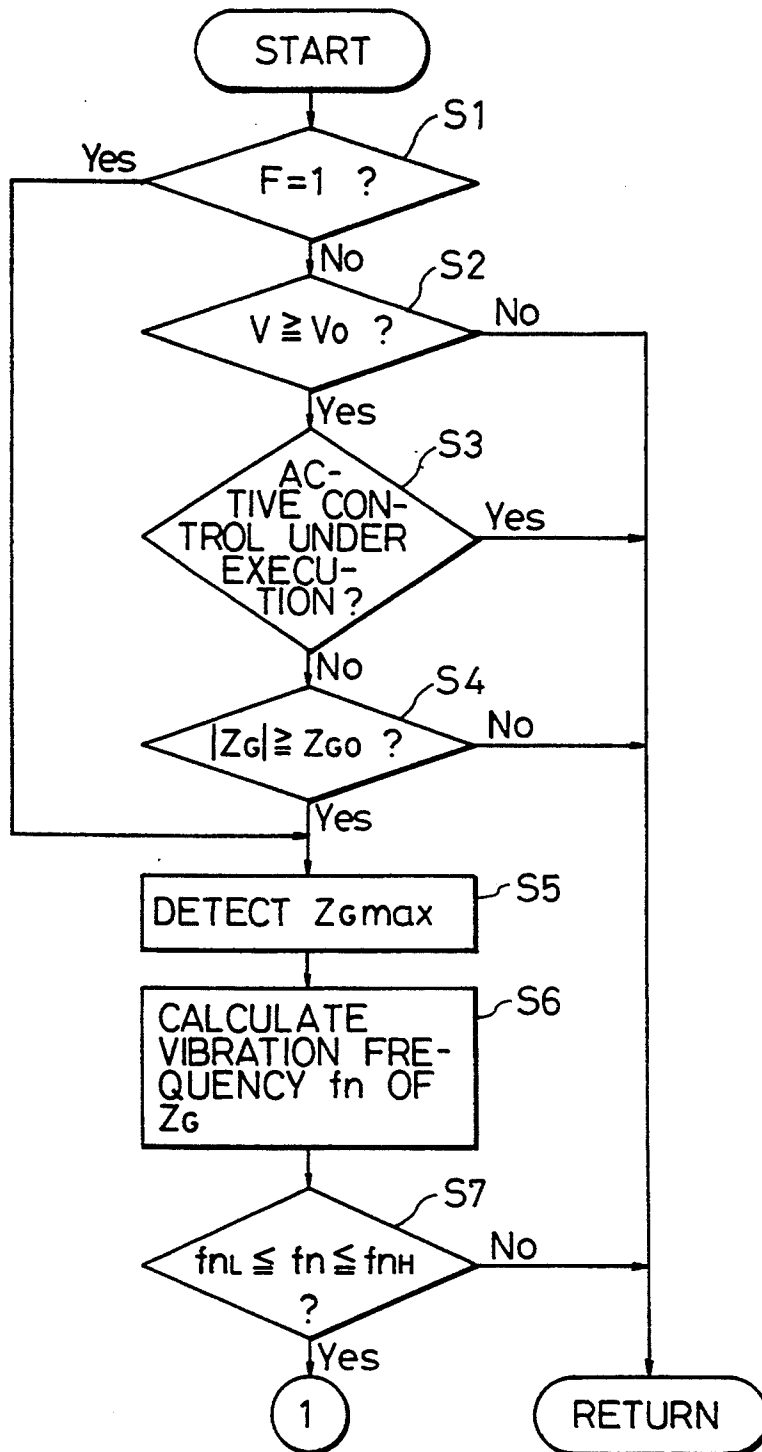 START
S1
Yes
F=1 ?
No
S2
V ≧ Vo ?
No
Yes
S3
AC-
TIVE CON-
TROL UNDER
EXECU-
TION?
Yes
No
S4
|ZG| ≧ ZGO ?
No
Yes
S5
DETECT ZGmax
S6
CALCULATE
VIBRATION FRE-
QUENCY fn OF
ZG
S7
fnL ≦ fn ≦ fnH
?
No
Yes
1
RETURN